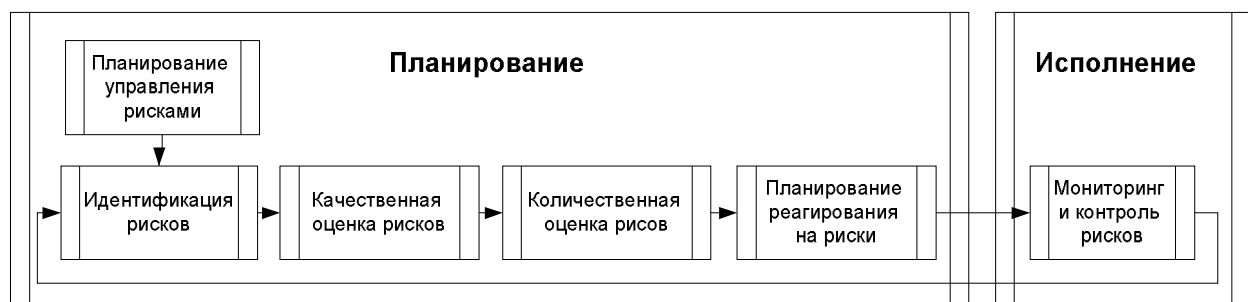 Планирование
Исполнение
Планирование
управления
рисками
Идентификация
рисков
Качественная
оценка рисков
Количественная
оценка рисов
Планирование
реагирования
на риски
Мониторинг
и контроль
рисков